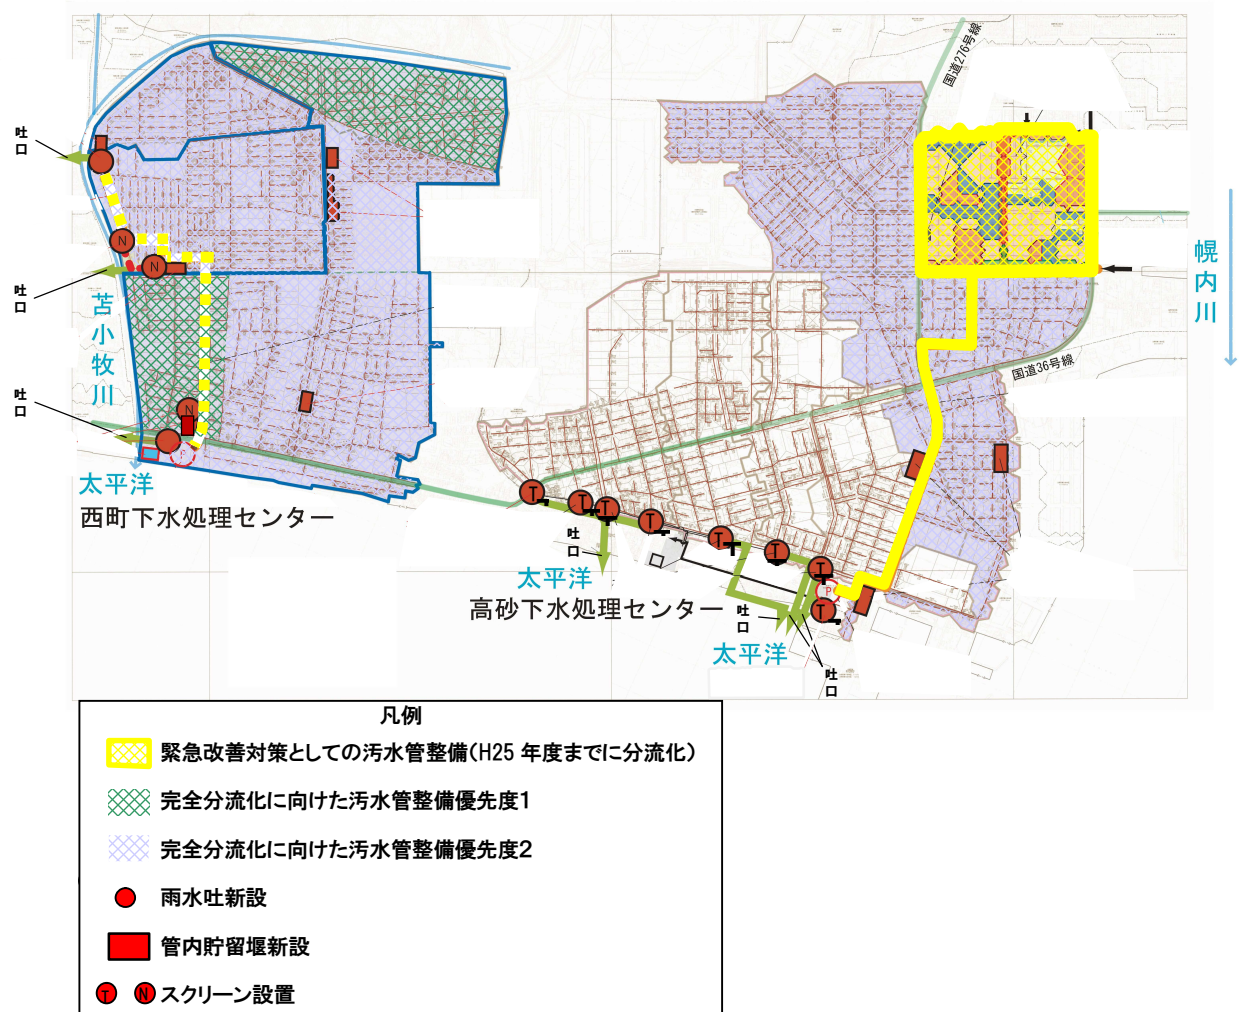 国道276号線
吐口
N
N
吐口
苫小牧川
幌内川
国道36号線
吐口
N
P
太平洋
西町下水処理センター
T
T
T
T
T
T
T
P
T
吐口
太平洋
高砂下水処理センター
吐口
太平洋
吐口
凡例
緊急改善対策としての汚水管整備(H25 年度までに分流化)
完全分流化に向けた汚水管整備優先度1
完全分流化に向けた汚水管整備優先度2
雨水吐新設
管内貯留堰新設
T N スクリーン設置